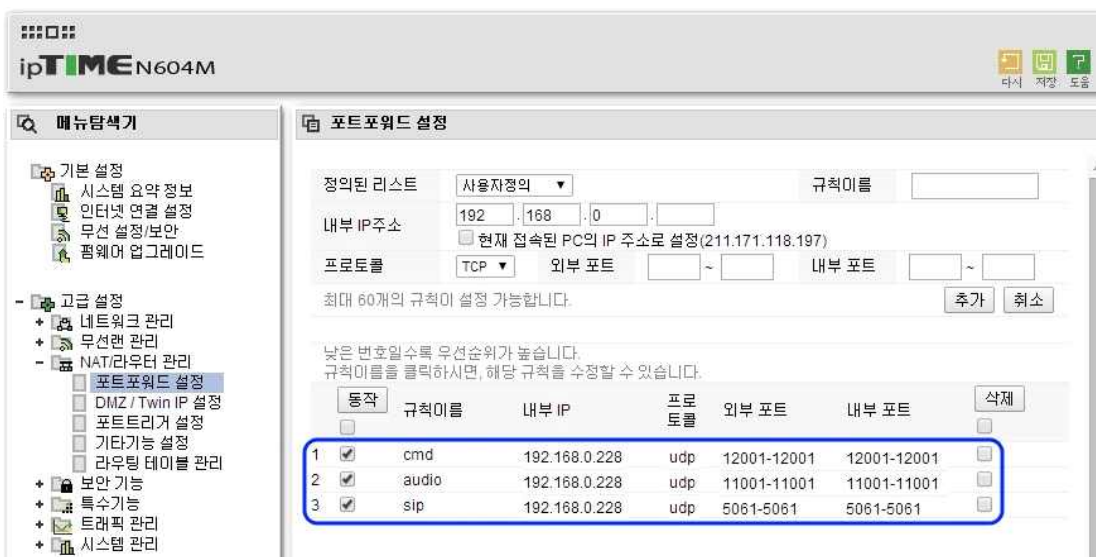 ipTIME N604M
다시 저장 도움
메뉴탐색기
기본 설정
시스템 요약 정보
인터넷 연결 설정
무선 설정/보안
펌웨어 업그레이드
- 고급 설정
+ 네트워크 관리
+ 무선랜 관리
- NAT/라우터 관리
포트포워드 설정
DMZ / Twin IP 설정
포트트리거 설정
기타기능 설정
라우팅 테이블 관리
+ 보안 기능
+ 특수기능
+ 트래픽 관리
+ 시스템 관리
포트포워드 설정
정의된 리스트 사용자정의 ▼ 규칙이름
내부 IP주소 192 . 168 . 0 .
현재 접속된 PC의 IP 주소로 설정(211.171.118.197)
프로토콜 TCP ▼ 외부 포트 ~ 내부 포트 ~
최대 60개의 규칙이 설정 가능합니다. 추가 취소
낮은 번호일수록 우선순위가 높습니다.
규칙이름을 클릭하시면, 해당 규칙을 수정할 수 있습니다.
동작 규칙이름 내부 IP 프로토콜 외부 포트 내부 포트 삭제
1 cmd 192.168.0.228 udp 12001-12001 12001-12001
2 audio 192.168.0.228 udp 11001-11001 11001-11001
3 sip 192.168.0.228 udp 5061-5061 5061-5061